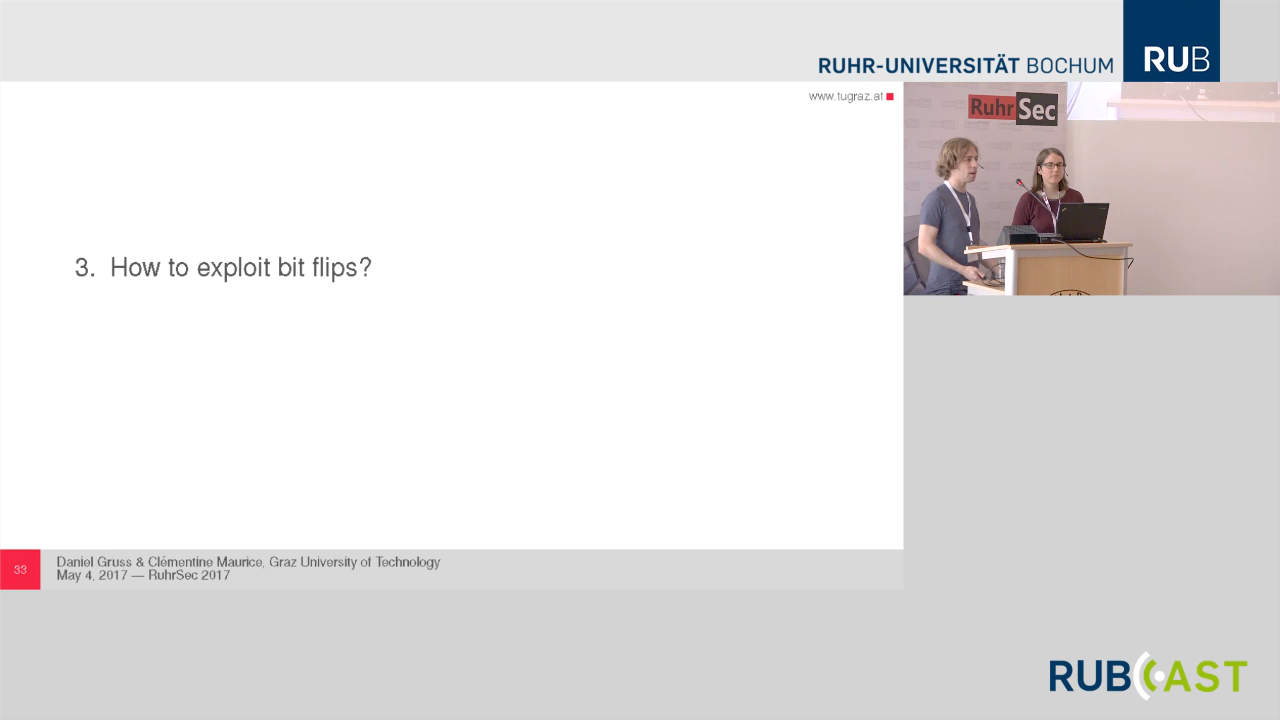 RUHR-UNIVERSITÄT BOCHUM
RUB
www.tugraz.at
RuhrSec
3. How to exploit bit flips?
33
Daniel Gruss & Clémentine Maurice, Graz University of Technology
May 4, 2017 — RuhrSec 2017
RUBCAST